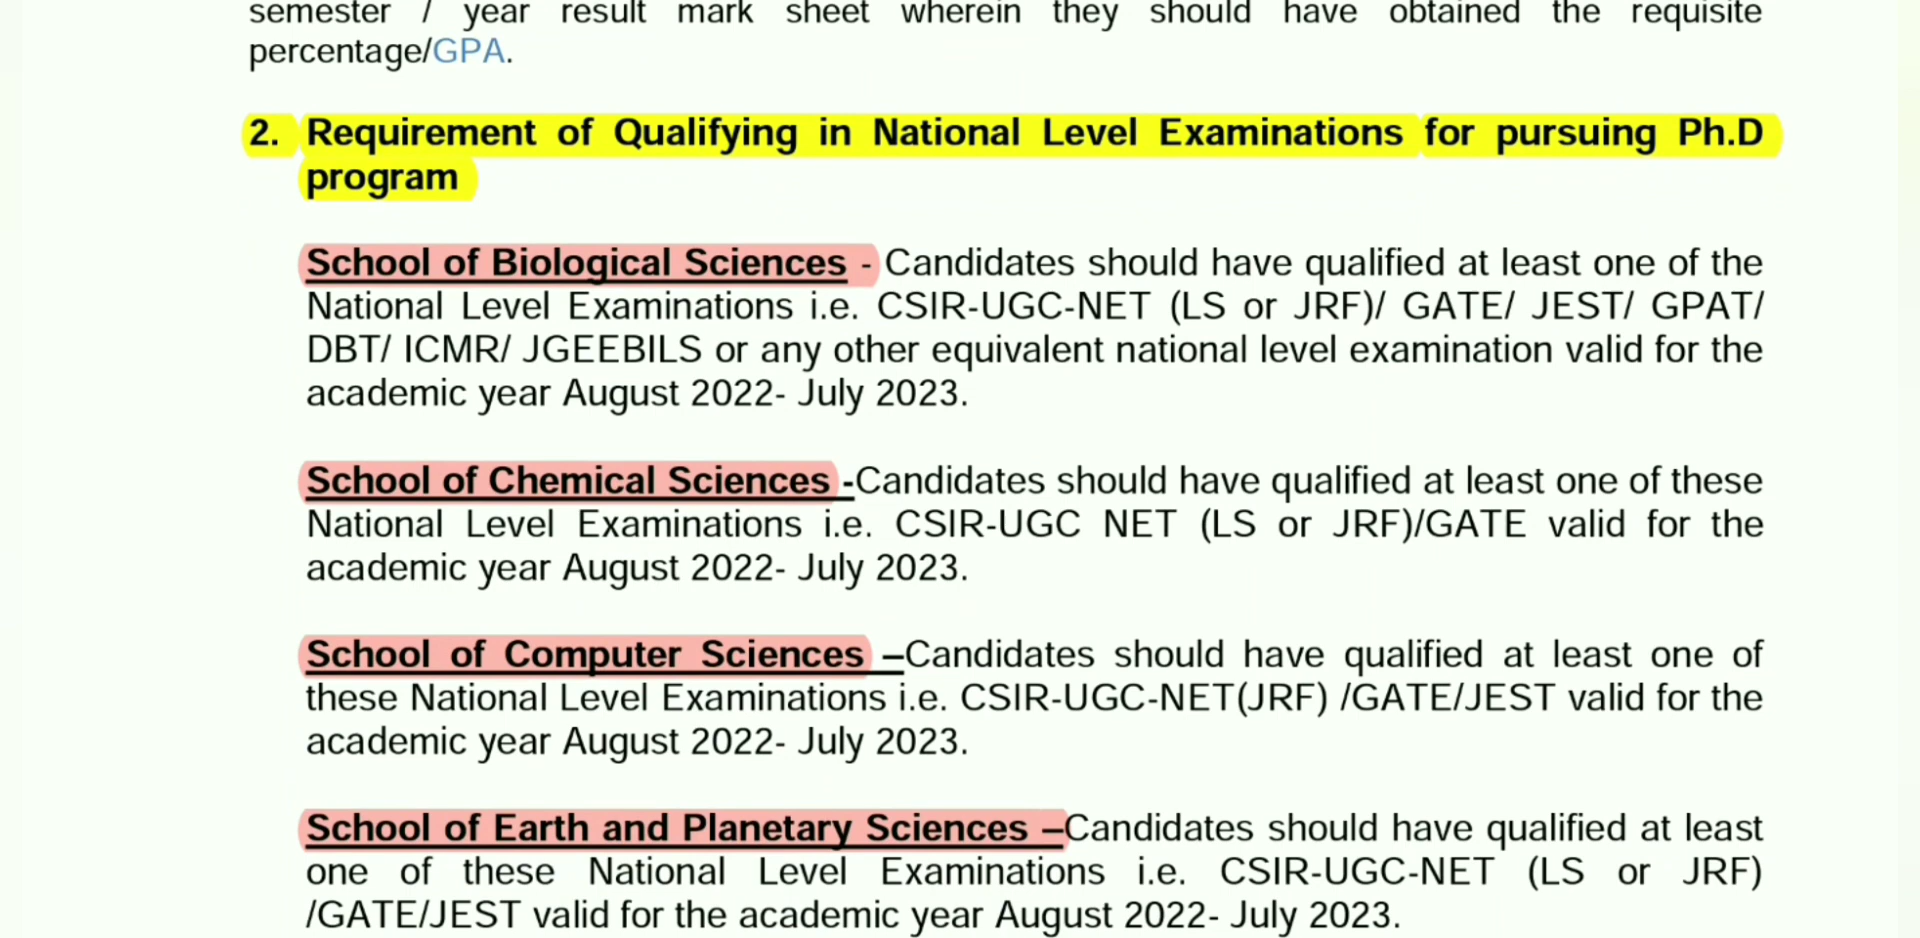 semester / year result mark sheet wherein they should have obtained the requisite
percentage/GPA.
2. Requirement of Qualifying in National Level Examinations for pursuing Ph.D
program
School of Biological Sciences - Candidates should have qualified at least one of the
National Level Examinations i.e. CSIR-UGC-NET (LS or JRF)/ GATE/ JEST/ GPAT/
DBT/ ICMR/ JGEEBILS or any other equivalent national level examination valid for the
academic year August 2022- July 2023.
School of Chemical Sciences -Candidates should have qualified at least one of these
National Level Examinations i.e. CSIR-UGC NET (LS or JRF)/GATE valid for the
academic year August 2022- July 2023.
School of Computer Sciences –Candidates should have qualified at least one of
these National Level Examinations i.e. CSIR-UGC-NET(JRF) /GATE/JEST valid for the
academic year August 2022- July 2023.
School of Earth and Planetary Sciences –Candidates should have qualified at least
one of these National Level Examinations i.e. CSIR-UGC-NET (LS or JRF)
/GATE/JEST valid for the academic year August 2022- July 2023.